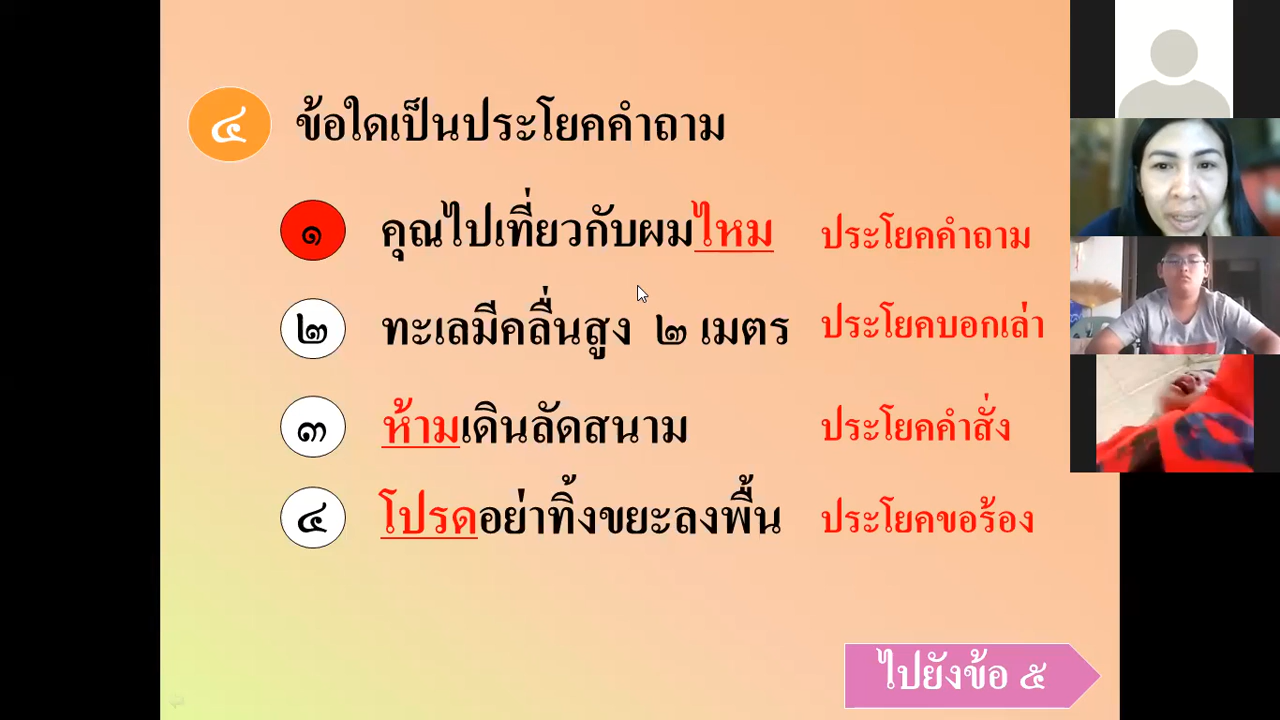 ๔ ข้อใดเป็นประโยคคำถาม
๑ คุณไปเที่ยวกับผมไหม ประโยคคำถาม
๒ ทะเลมีคลื่นสูง ๒ เมตร ประโยคบอกเล่า
๓ ห้ามเดินลัดสนาม ประโยคคำสั่ง
๔ โปรดอย่าทิ้งขยะลงพื้น ประโยคขอร้อง
ไปยังข้อ ๕